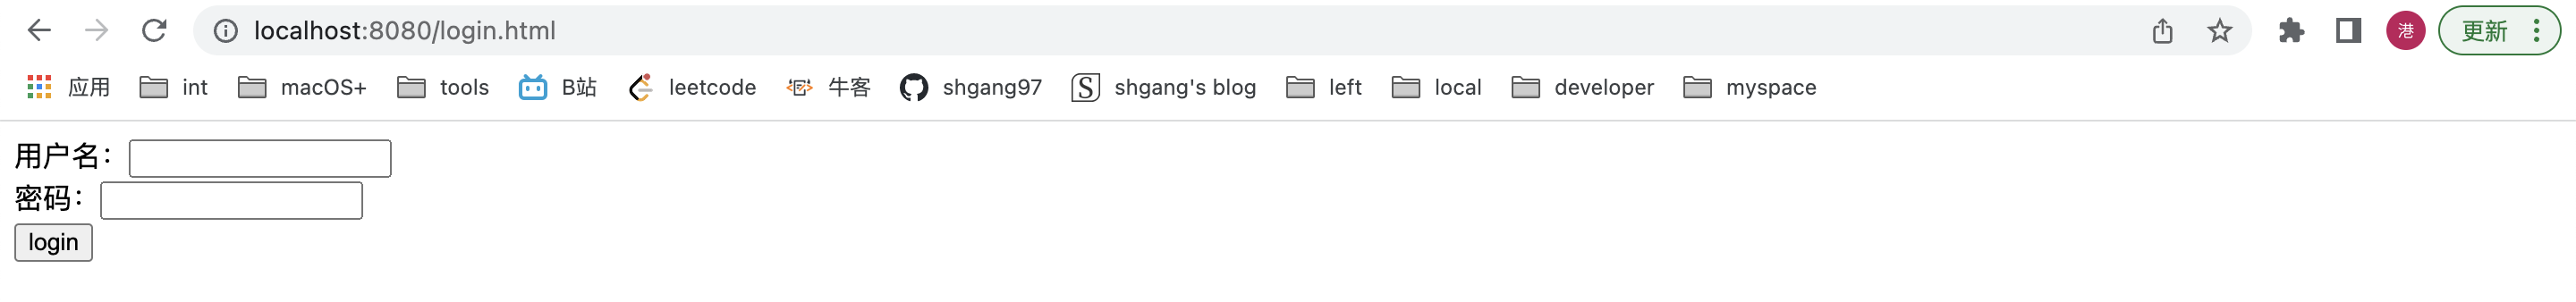 localhost:8080/login.html
港
更新
应用 int macOS+ tools B站 leetcode 牛客 shgang97 S shgang's blog left local developer myspace
用户名：
密码：
login